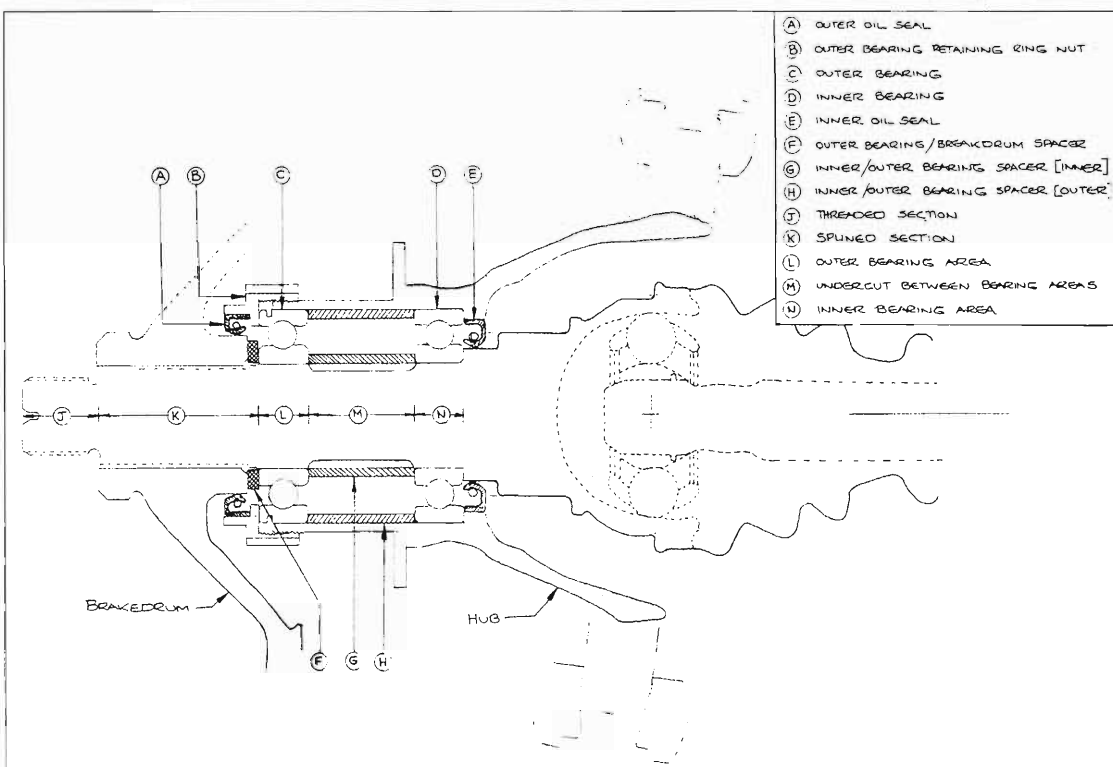 Ⓐ OUTER OIL SEAL
Ⓑ OUTER BEARING RETAINING RING NUT
Ⓒ OUTER BEARING
Ⓓ INNER BEARING
Ⓔ INNER OIL SEAL
Ⓕ OUTER BEARING/BREAKDRUM SPACER
Ⓖ INNER/OUTER BEARING SPACER [INNER]
Ⓗ INNER/OUTER BEARING SPACER [OUTER]
Ⓙ THREADED SECTION
Ⓚ SPLINED SECTION
Ⓛ OUTER BEARING AREA
Ⓜ UNDERCUT BETWEEN BEARING AREAS
Ⓝ INNER BEARING AREA
Ⓐ Ⓑ Ⓒ Ⓓ Ⓔ
Ⓙ Ⓚ Ⓛ Ⓜ Ⓝ
BRAKEDRUM
HUB
Ⓕ Ⓖ Ⓗ